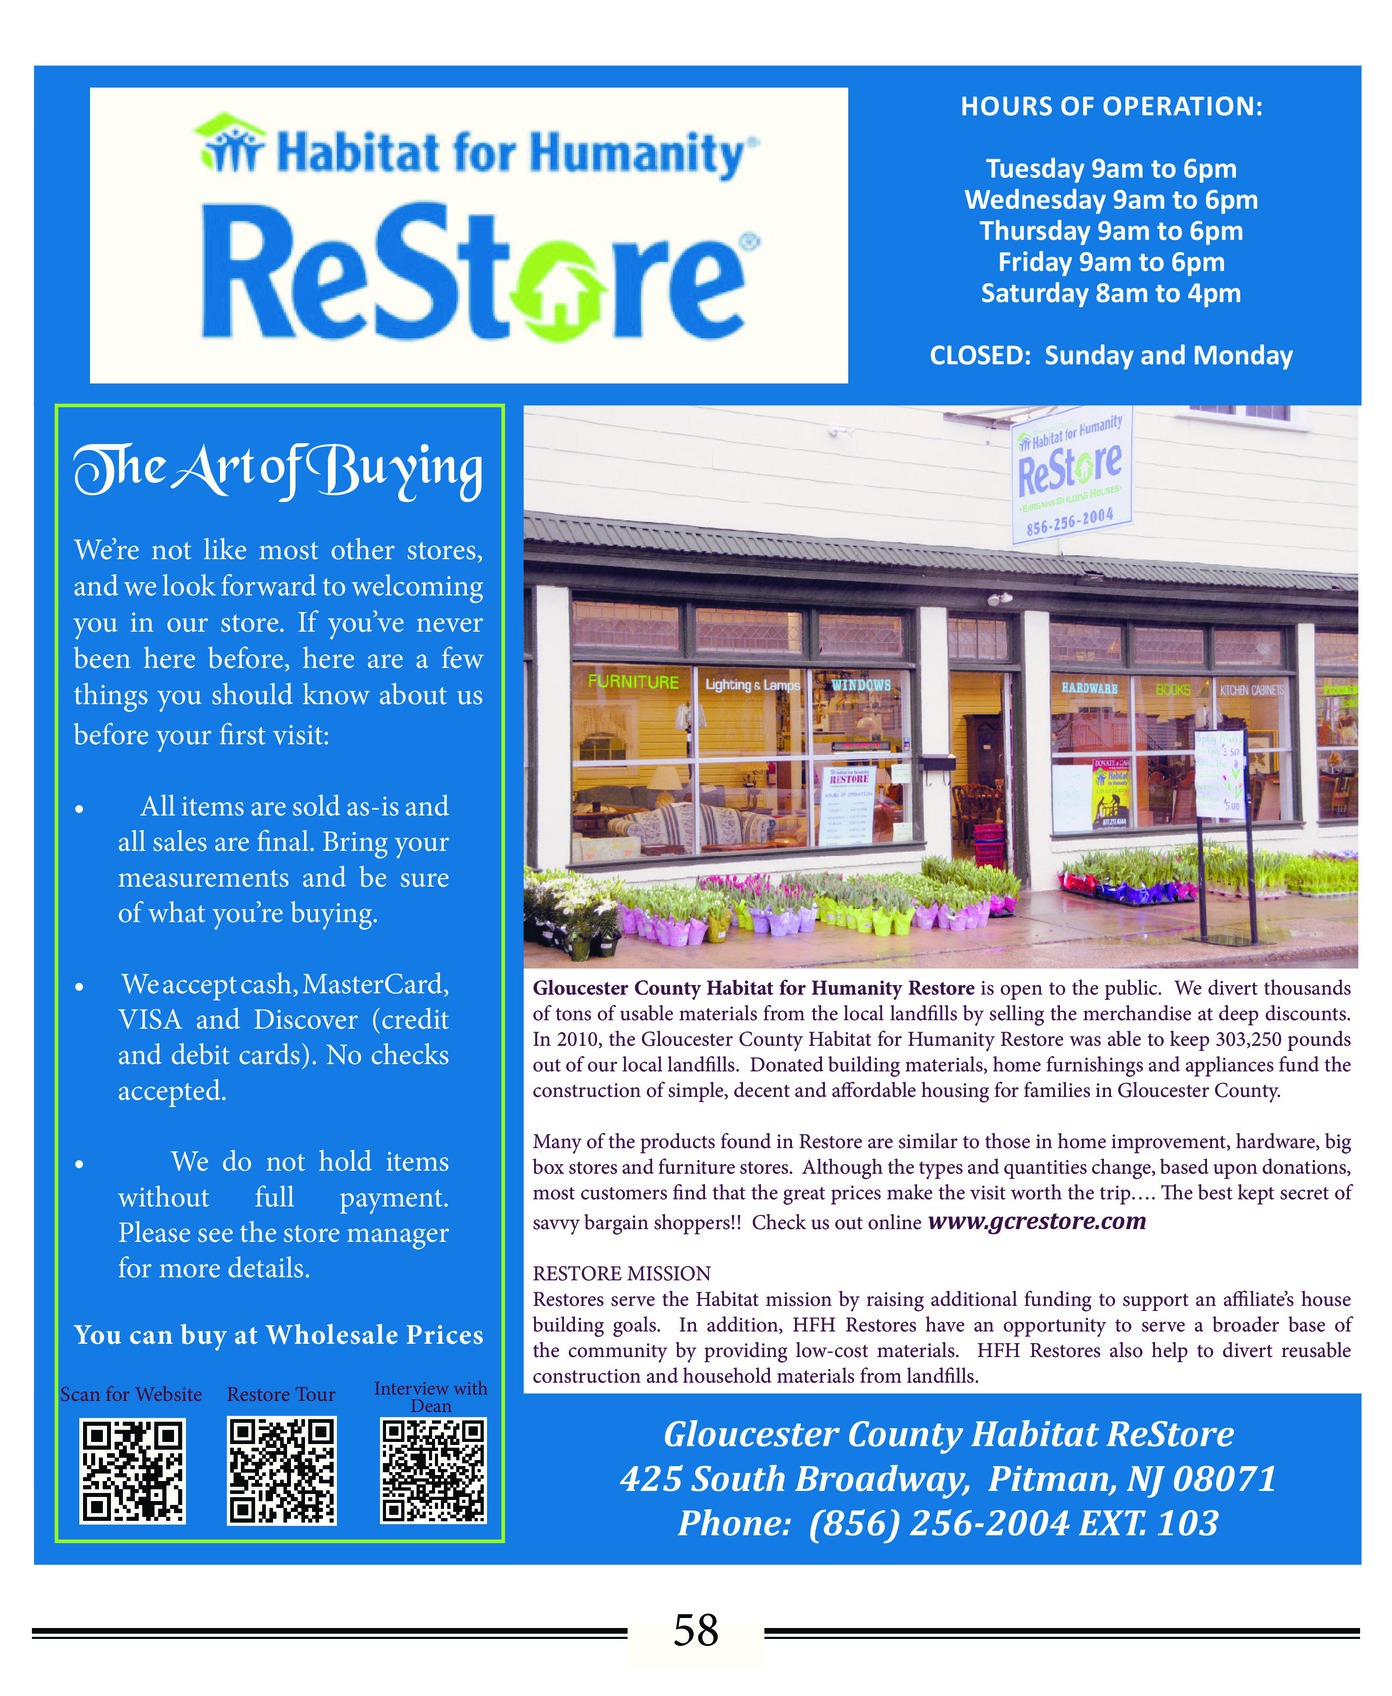 Habitat for Humanity®
ReStore®
HOURS OF OPERATION:
Tuesday 9am to 6pm
Wednesday 9am to 6pm
Thursday 9am to 6pm
Friday 9am to 6pm
Saturday 8am to 4pm
CLOSED:  Sunday and Monday
The Art of Buying
We’re not like most other stores,
and we look forward to welcoming
you in our store. If you’ve never
been here before, here are a few
things you should know about us
before your first visit:
• All items are sold as-is and
all sales are final. Bring your
measurements and be sure
of what you’re buying.
• We accept cash, MasterCard,
VISA and Discover (credit
and debit cards). No checks
accepted.
• We do not hold items
without full payment.
Please see the store manager
for more details.
You can buy at Wholesale Prices
Scan for Website
Restore Tour
Interview with
Dean
Habitat for Humanity
ReStore
BARGAINS BUILDING HOUSES
856-256-2004
FURNITURE
Lighting & Lamps
WINDOWS
HARDWARE
BOOKS
KITCHEN CABINETS
Habitat for Humanity
RESTORE
HOURS OF OPERATION
Gloucester County Habitat for Humanity Restore is open to the public.  We divert thousands
of tons of usable materials from the local landfills by selling the merchandise at deep discounts.
In 2010, the Gloucester County Habitat for Humanity Restore was able to keep 303,250 pounds
out of our local landfills.  Donated building materials, home furnishings and appliances fund the
construction of simple, decent and affordable housing for families in Gloucester County.
Many of the products found in Restore are similar to those in home improvement, hardware, big
box stores and furniture stores.  Although the types and quantities change, based upon donations,
most customers find that the great prices make the visit worth the trip…. The best kept secret of
savvy bargain shoppers!!  Check us out online www.gcrestore.com
RESTORE MISSION
Restores serve the Habitat mission by raising additional funding to support an affiliate’s house
building goals.  In addition, HFH Restores have an opportunity to serve a broader base of
the community by providing low-cost materials.  HFH Restores also help to divert reusable
construction and household materials from landfills.
Gloucester County Habitat ReStore
425 South Broadway,  Pitman, NJ 08071
Phone:  (856) 256-2004 EXT. 103
58